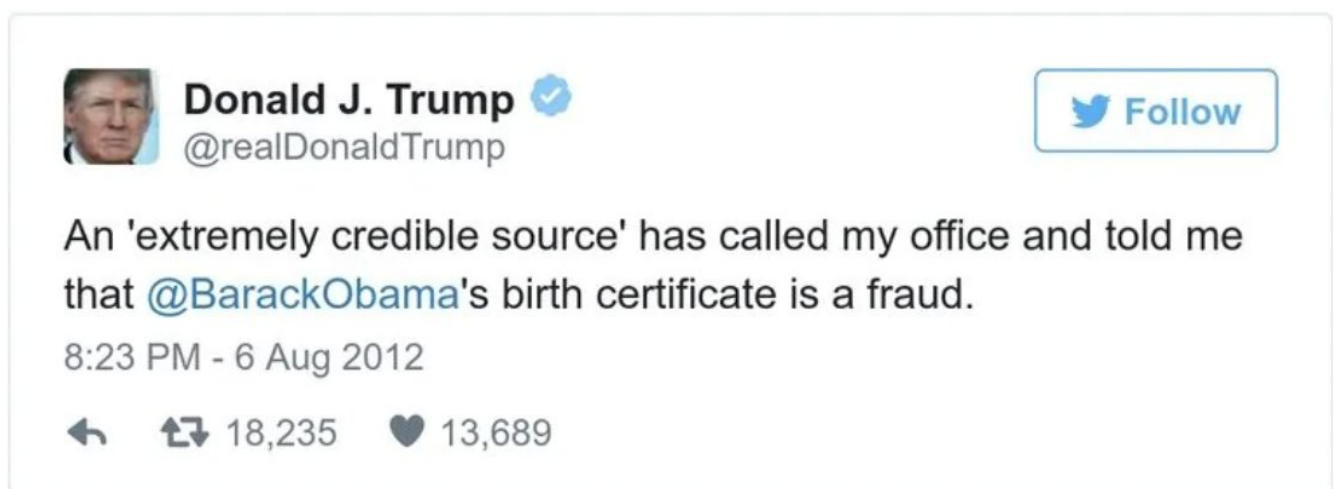 Donald J. Trump
Follow
@realDonaldTrump
An 'extremely credible source' has called my office and told me
that @BarackObama's birth certificate is a fraud.
8:23 PM - 6 Aug 2012
18,235 13,689